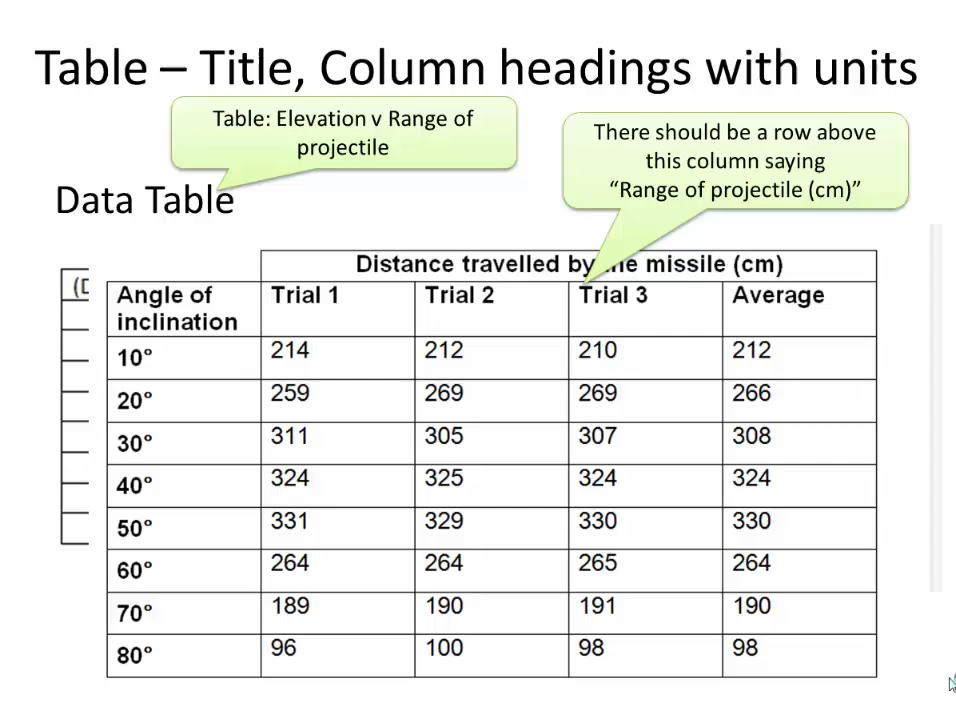 Table – Title, Column headings with units
Table: Elevation v Range of
projectile
There should be a row above
this column saying
“Range of projectile (cm)”
Data Table
Distance travelled by the missile (cm)
Angle of
inclination
Trial 1
Trial 2
Trial 3
Average
10° 214 212 210 212
20° 259 269 269 266
30° 311 305 307 308
40° 324 325 324 324
50° 331 329 330 330
60° 264 264 265 264
70° 189 190 191 190
80° 96 100 98 98